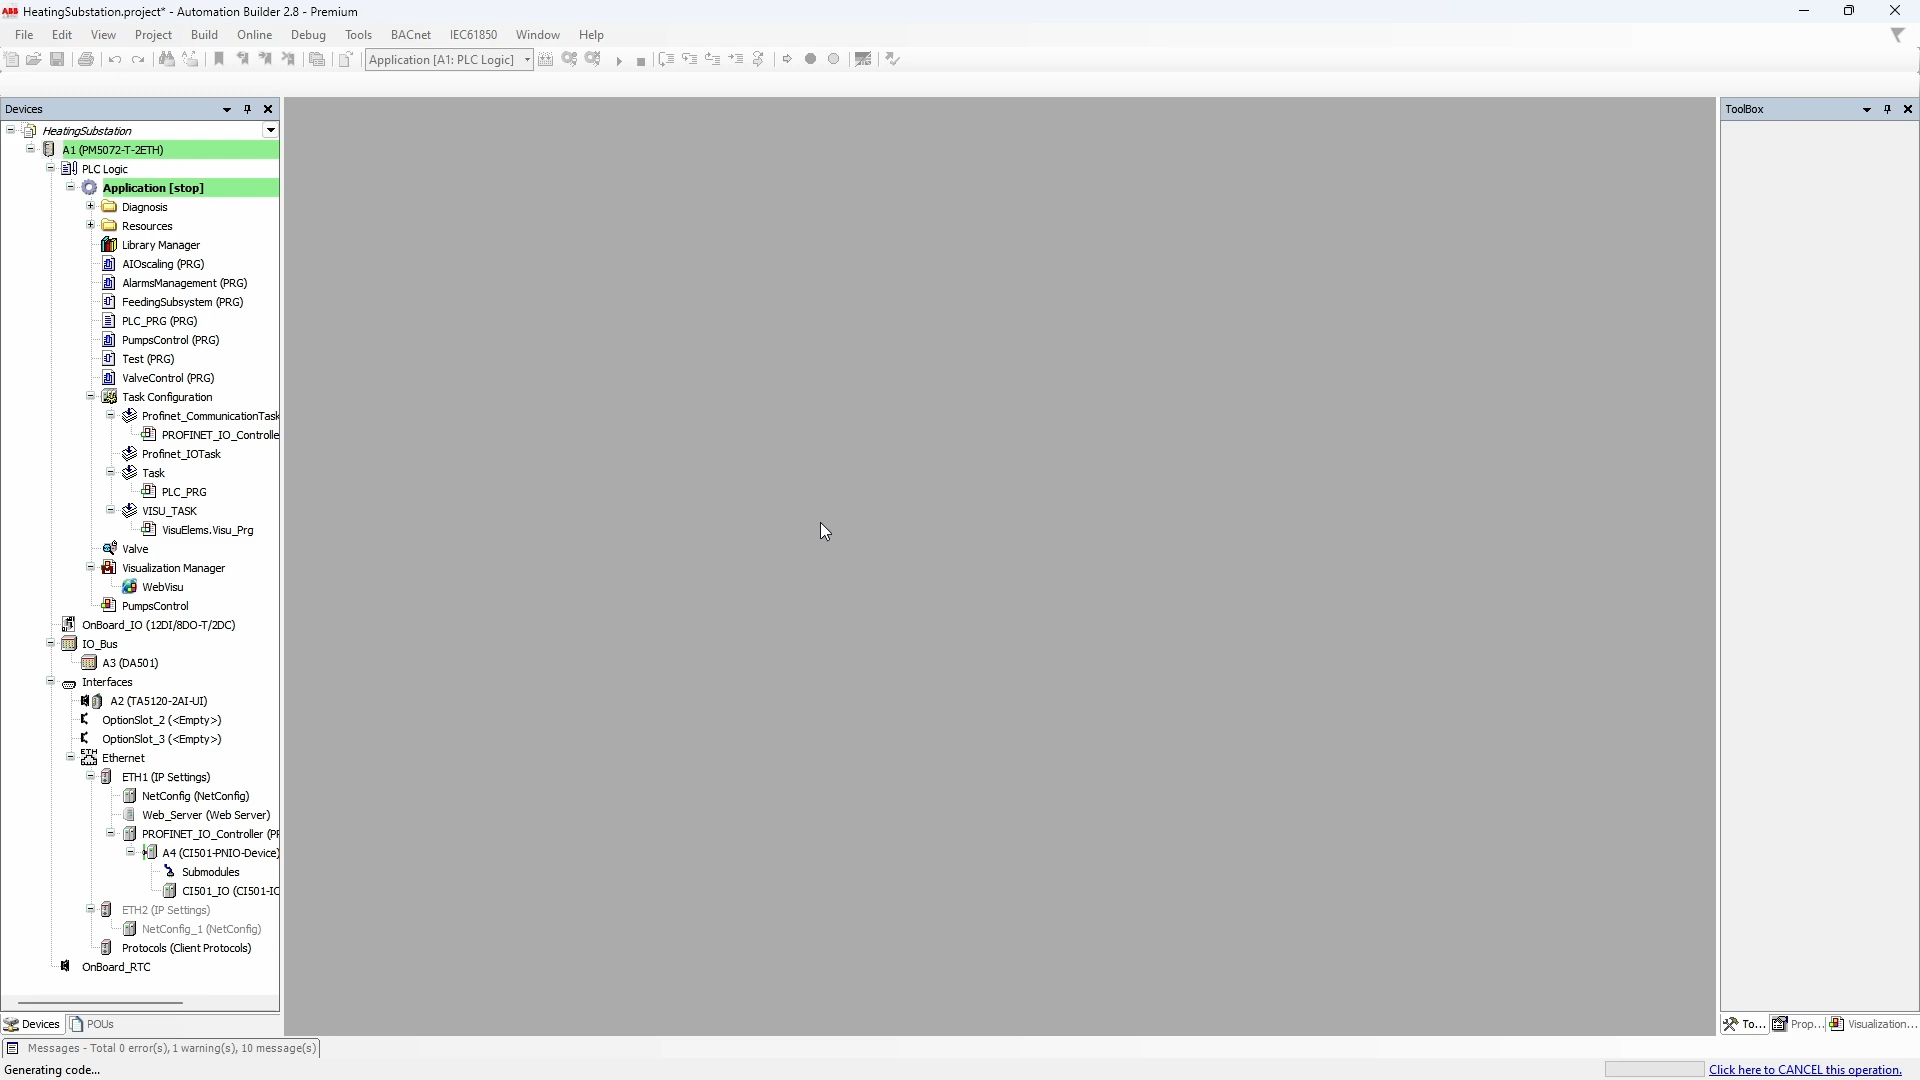 ABB HeatingSubstation.project* - Automation Builder 2.8 - Premium
File Edit View Project Build Online Debug Tools BACnet IEC61850 Window Help
Application [A1: PLC Logic]
Devices
HeatingSubstation
A1 (PM5072-T-2ETH)
PLC Logic
Application [stop]
Diagnosis
Resources
Library Manager
AIOscaling (PRG)
AlarmsManagement (PRG)
FeedingSubsystem (PRG)
PLC_PRG (PRG)
PumpsControl (PRG)
Test (PRG)
ValveControl (PRG)
Task Configuration
Profinet_CommunicationTask
PROFINET_IO_Controlle
Profinet_IOTask
Task
PLC_PRG
VISU_TASK
VisuElems.Visu_Prg
Valve
Visualization Manager
WebVisu
PumpsControl
OnBoard_IO (12DI/8DO-T/2DC)
IO_Bus
A3 (DA501)
Interfaces
A2 (TA5120-2AI-UI)
OptionSlot_2 (<Empty>)
OptionSlot_3 (<Empty>)
ETH Ethernet
ETH1 (IP Settings)
NetConfig (NetConfig)
Web_Server (Web Server)
PROFINET_IO_Controller (PF
A4 (CI501-PNIO-Device)
Submodules
CI501_IO (CI501-IO
ETH2 (IP Settings)
NetConfig_1 (NetConfig)
Protocols (Client Protocols)
OnBoard_RTC
Devices POUs
ToolBox
To... Prop... Visualization...
Messages - Total 0 error(s), 1 warning(s), 10 message(s)
Generating code...
Click here to CANCEL this operation.